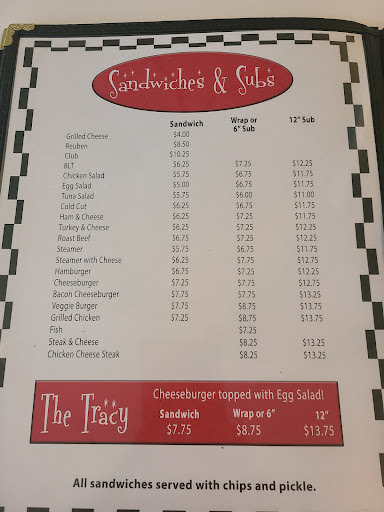 Sandwiches & Subs
Sandwich Wrap or 6" Sub 12" Sub
Grilled Cheese $4.00
Reuben $8.50
Club $10.25
BLT $6.25 $7.25 $12.25
Chicken Salad $5.75 $6.75 $11.75
Egg Salad $5.00 $6.75 $11.75
Tuna Salad $5.75 $6.00 $11.00
Cold Cut $6.25 $6.75 $11.75
Ham & Cheese $6.25 $7.25 $11.75
Turkey & Cheese $6.25 $7.25 $12.25
Roast Beef $6.75 $7.25 $12.25
Steamer $5.75 $6.75 $11.75
Steamer with Cheese $6.25 $7.25 $12.75
Hamburger $6.75 $7.25 $12.25
Cheeseburger $7.25 $7.75 $12.75
Bacon Cheeseburger $7.75 $7.75 $13.25
Veggie Burger $7.75 $8.75 $13.75
Grilled Chicken $7.25 $8.75 $13.75
Fish $7.25
Steak & Cheese $8.25 $13.25
Chicken Cheese Steak $8.25 $13.25
The Tracy
Cheeseburger topped with Egg Salad!
Sandwich Wrap or 6" 12"
$7.75 $8.75 $13.75
All sandwiches served with chips and pickle.